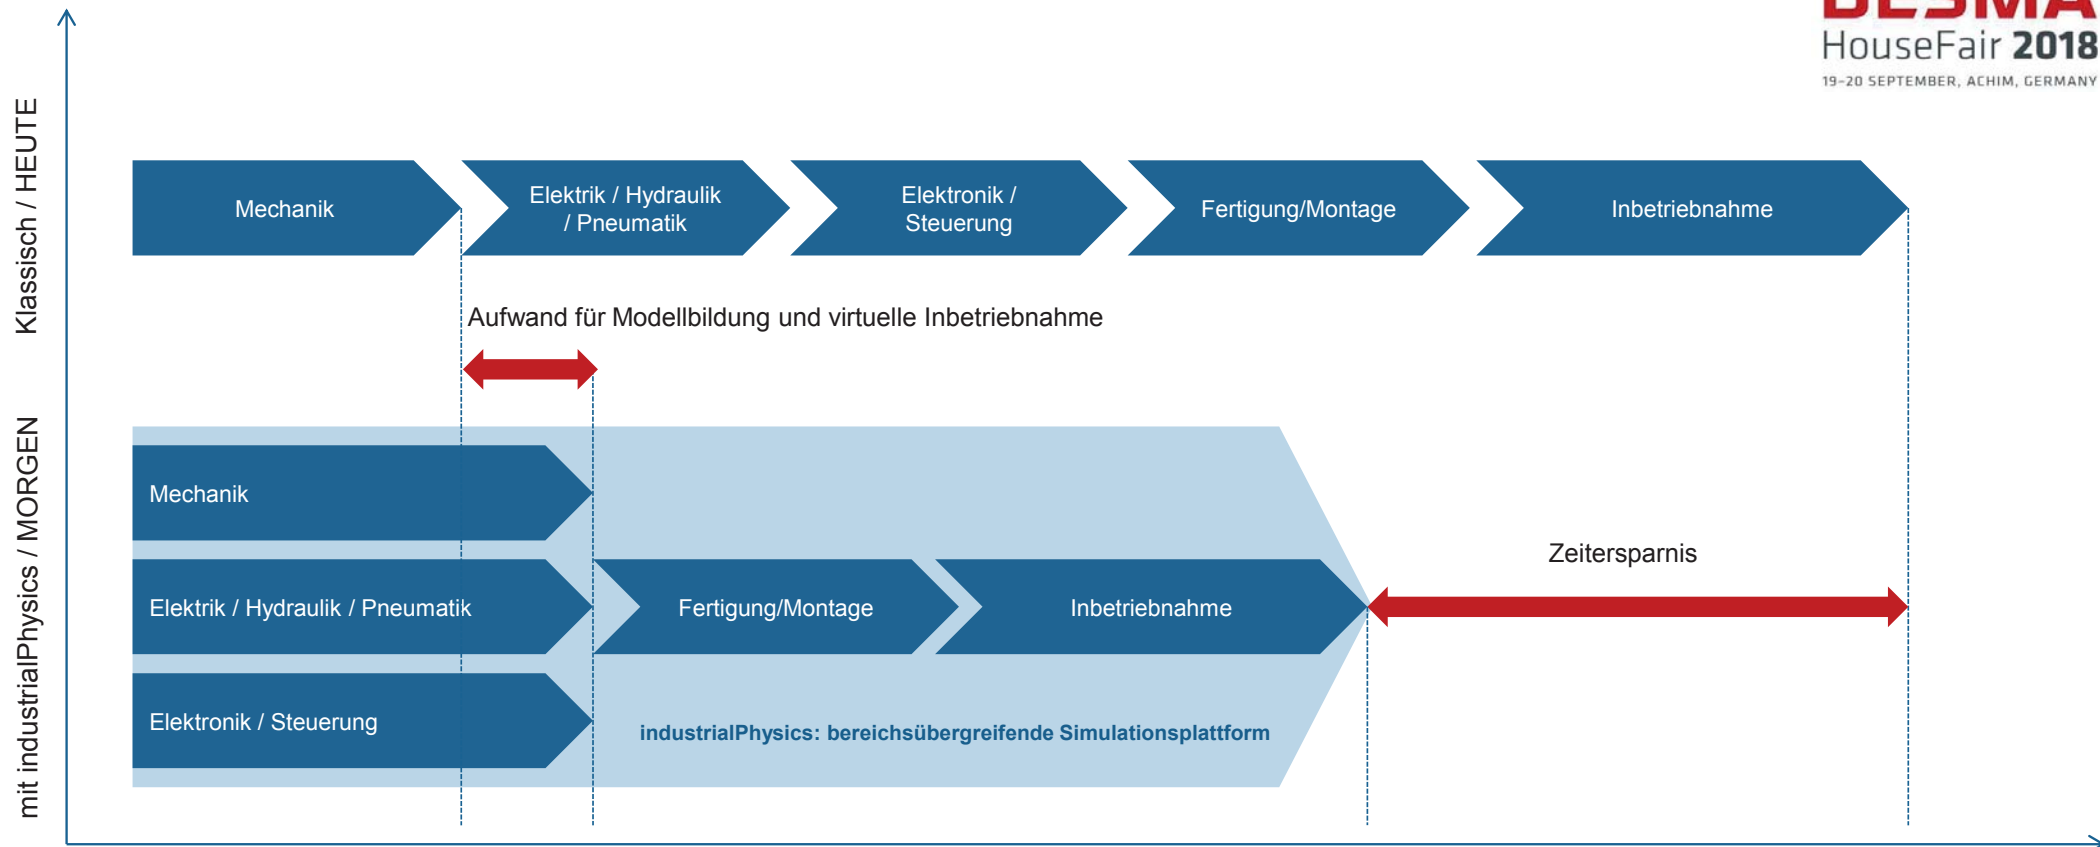 HouseFair 2018
19–20 SEPTEMBER, ACHIM, GERMANY
Klassisch / HEUTE
Mechanik
Elektrik / Hydraulik
/ Pneumatik
Elektronik /
Steuerung
Fertigung/Montage
Inbetriebnahme
Aufwand für Modellbildung und virtuelle Inbetriebnahme
mit industrialPhysics / MORGEN
Mechanik
Elektrik / Hydraulik / Pneumatik
Elektronik / Steuerung
Fertigung/Montage
Inbetriebnahme
Zeitersparnis
industrialPhysics: bereichsübergreifende Simulationsplattform